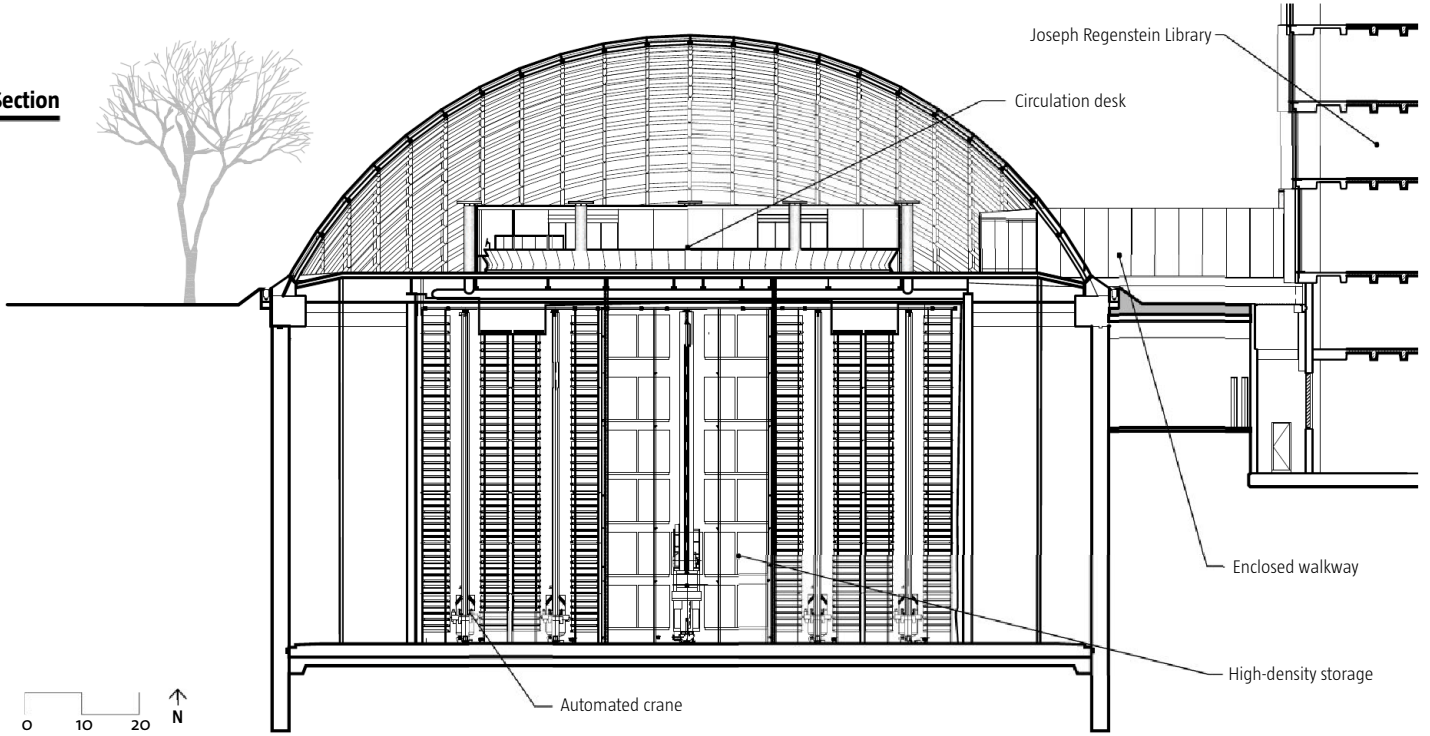 Joseph Regenstein Library
Section
Circulation desk
Enclosed walkway
High-density storage
Automated crane
0 10 20 N